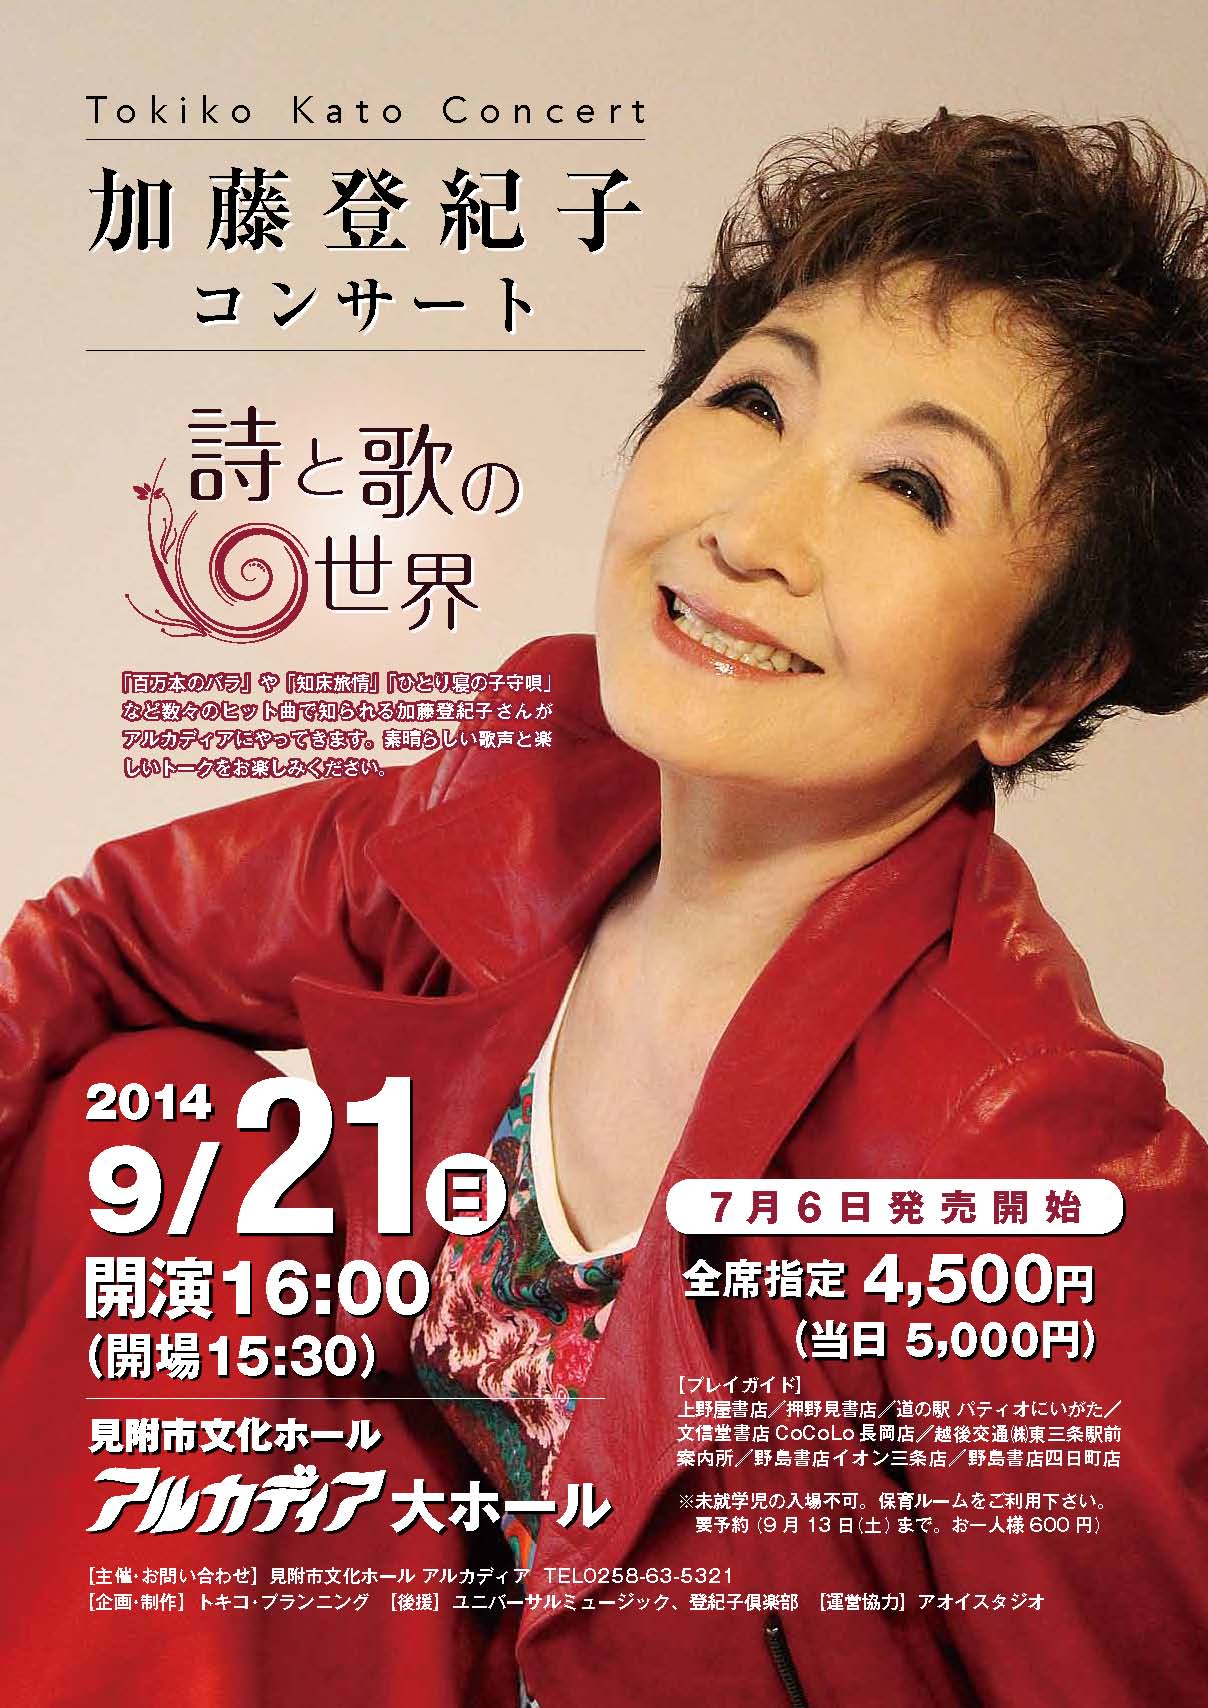 Tokiko Kato Concert
加藤登紀子
コンサート
詩と歌の
世界
「百万本のバラ」や「知床旅情」「ひとり寝の子守唄」
など数々のヒット曲で知られる加藤登紀子さんが
アルカディアにやってきます。素晴らしい歌声と楽
しいトークをお楽しみください。
2014
9/21日
開演16:00
(開場15:30)
見附市文化ホール
アルカディア 大ホール
7月6日発売開始
全席指定 4,500円
(当日 5,000円)
【プレイガイド】
上野屋書店／押野見書店／道の駅 パティオにいがた／
文信堂書店CoCoLo長岡店／越後交通㈱東三条駅前
案内所／野島書店イオン三条店／野島書店四日町店
※未就学児の入場不可。保育ルームをご利用下さい。
要予約(9月13日(土)まで。お一人様600円)
【主催・お問い合わせ】見附市文化ホール アルカディア TEL0258-63-5321
【企画・制作】トキコ・プランニング 【後援】ユニバーサルミュージック、登紀子倶楽部 【運営協力】アオイスタジオ